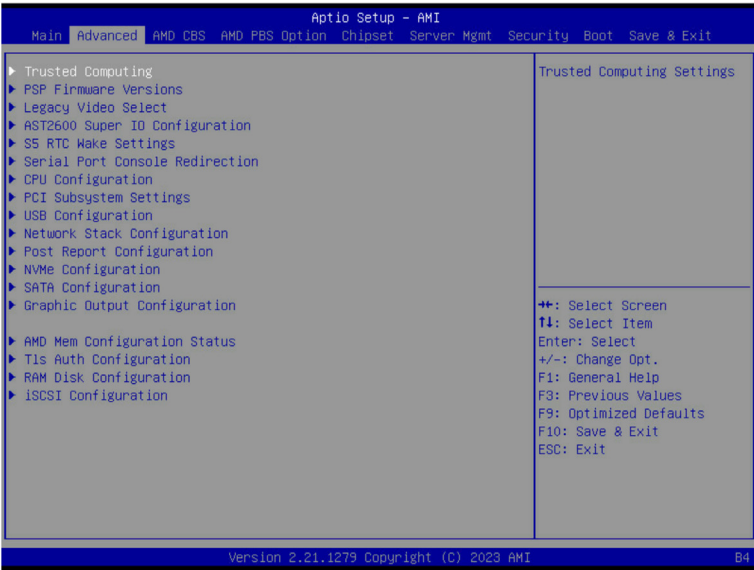 Aptio Setup – AMI
Main Advanced AMD CBS AMD PBS Option Chipset Server Mgmt Security Boot Save & Exit
▶ Trusted Computing
▶ PSP Firmware Versions
▶ Legacy Video Select
▶ AST2600 Super IO Configuration
▶ S5 RTC Wake Settings
▶ Serial Port Console Redirection
▶ CPU Configuration
▶ PCI Subsystem Settings
▶ USB Configuration
▶ Network Stack Configuration
▶ Post Report Configuration
▶ NVMe Configuration
▶ SATA Configuration
▶ Graphic Output Configuration
▶ AMD Mem Configuration Status
▶ Tls Auth Configuration
▶ RAM Disk Configuration
▶ iSCSI Configuration
Trusted Computing Settings
→←: Select Screen
↑↓: Select Item
Enter: Select
+/-: Change Opt.
F1: General Help
F3: Previous Values
F9: Optimized Defaults
F10: Save & Exit
ESC: Exit
Version 2.21.1279 Copyright (C) 2023 AMI
B4